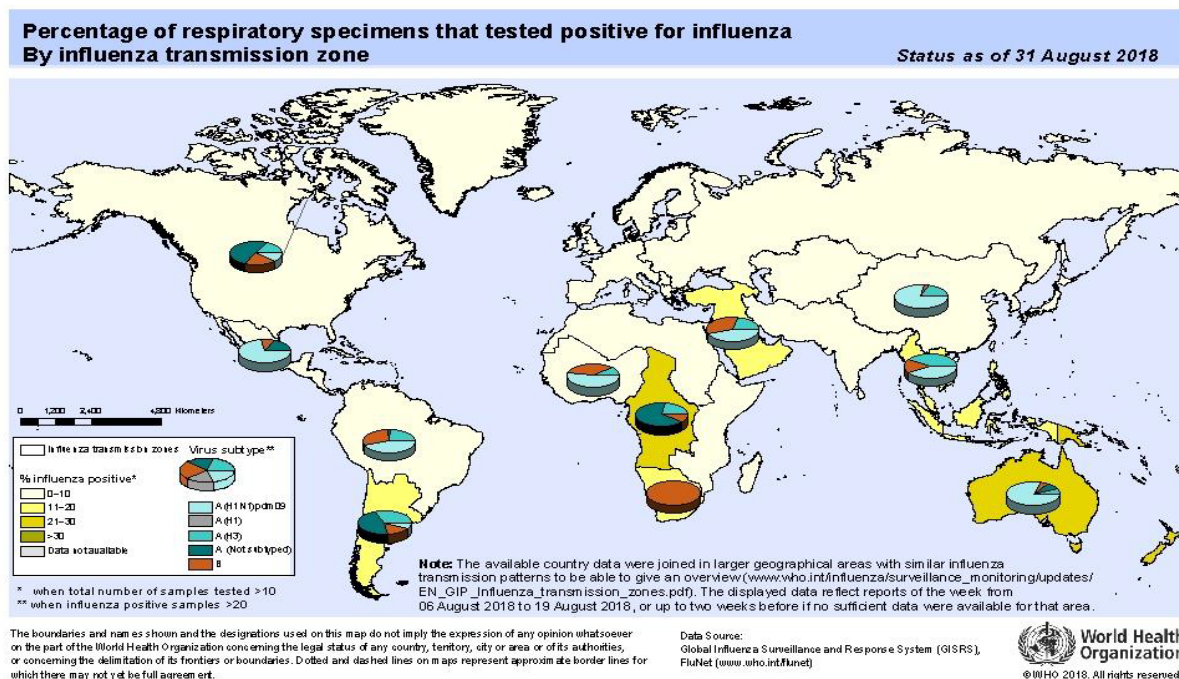 Percentage of respiratory specimens that tested positive for influenza
By influenza transmission zone
Status as of 31 August 2018
0 1,200 2,400 4,800 Kilometers
Influenza transmission zones
Virus subtype**
% influenza positive*
0-10
11-20
21-30
>30
Data not available
A(H1N1)pdm09
A(H1)
A(H3)
A (Not subtyped)
B
* when total number of samples tested >10
** when influenza positive samples >20
Note: The available country data were joined in larger geographical areas with similar influenza
transmission patterns to be able to give an overview (www.who.int/influenza/surveillance_monitoring/updates/
EN_GIP_Influenza_transmission_zones.pdf). The displayed data reflect reports of the week from
06 August 2018 to 19 August 2018, or up to two weeks before if no sufficient data were available for that area.
The boundaries and names shown and the designations used on this map do not imply the expression of any opinion whatsoever
on the part of the World Health Organization concerning the legal status of any country, territory, city or area or of its authorities,
or concerning the delimitation of its frontiers or boundaries. Dotted and dashed lines on maps represent approximate border lines for
which there may not yet be full agreement.
Data Source:
Global Influenza Surveillance and Response System (GISRS),
FluNet (www.who.int/flunet)
World Health
Organization
©WHO 2018. All rights reserved.